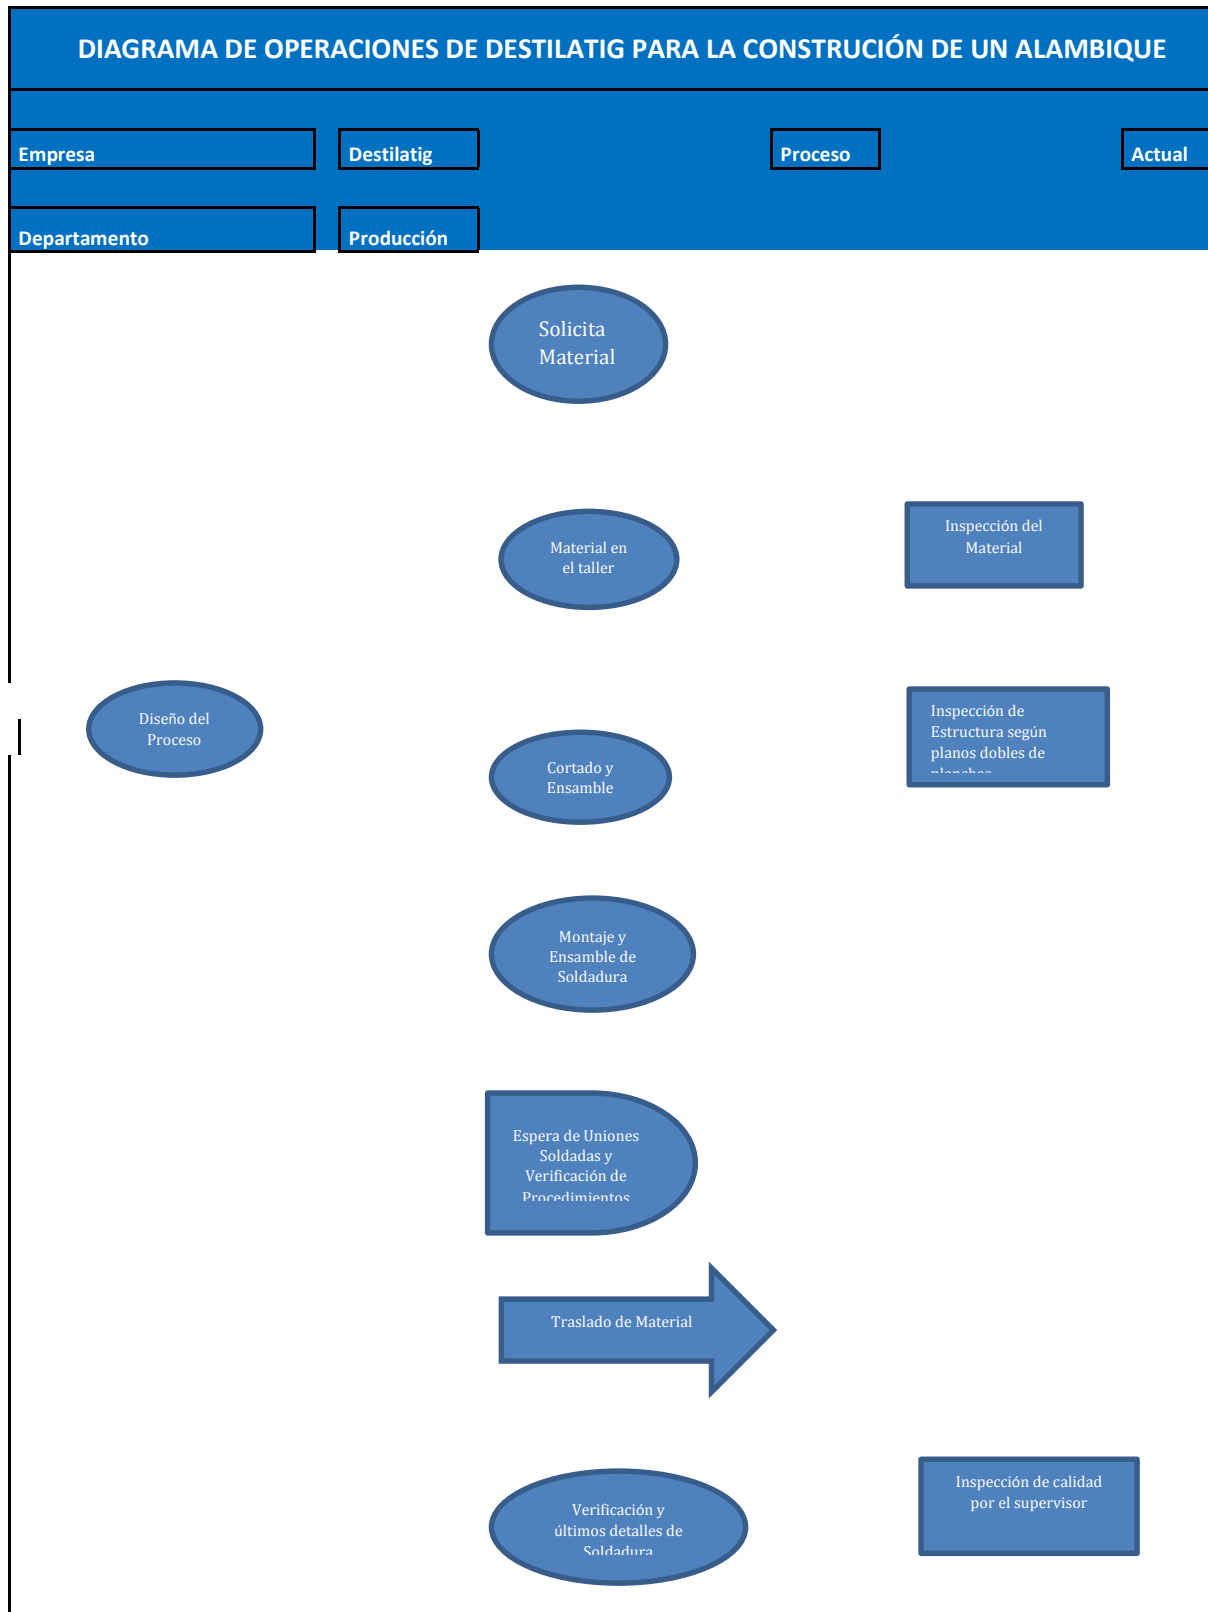 DIAGRAMA DE OPERACIONES DE DESTILATIG PARA LA CONSTRUCIÓN DE UN ALAMBIQUE
Empresa Destilatig Proceso Actual
Departamento Producción
Solicita
Material
Material en
el taller
Inspección del
Material
Diseño del
Proceso
Inspección de
Estructura según
planos dobles de
planchas
Cortado y
Ensamble
Montaje y
Ensamble de
Soldadura
Espera de Uniones
Soldadas y
Verificación de
Procedimientos
Traslado de Material
Verificación y
últimos detalles de
Soldadura
Inspección de calidad
por el supervisor